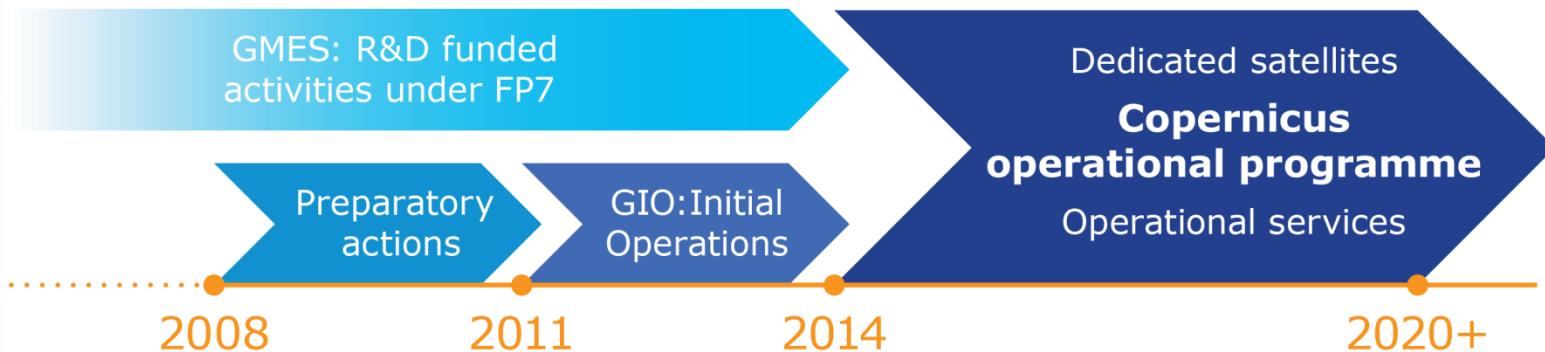 GMES: R&D funded
activities under FP7
Dedicated satellites
Copernicus
operational programme
Operational services
Preparatory
actions
GIO:Initial
Operations
2008
2011
2014
2020+